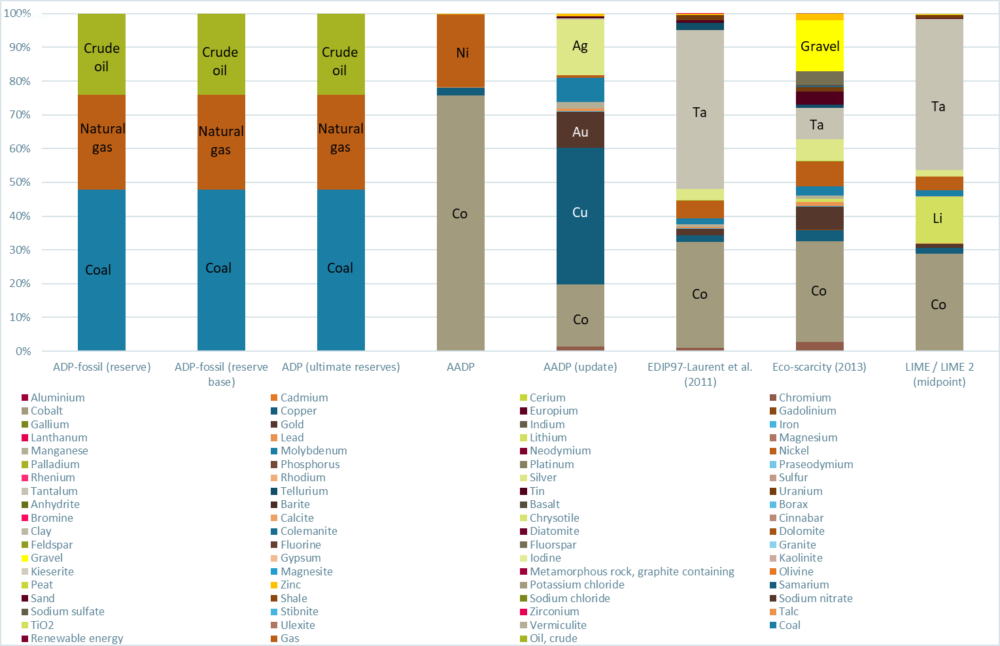 100%
90%
80%
70%
60%
50%
40%
30%
20%
10%
0%
Crude
oil
Natural
gas
Coal
Crude
oil
Natural
gas
Coal
Crude
oil
Natural
gas
Coal
Ni
Co
Ag
Au
Cu
Co
Ta
Co
Gravel
Ta
Co
Ta
Li
Co
ADP-fossil (reserve)
ADP-fossil (reserve
base)
ADP (ultimate reserves)
AADP
AADP (update)
EDIP97-Laurent et al.
(2011)
Eco-scarcity (2013)
LIME / LIME 2
(midpoint)
Aluminium Cadmium Cerium Chromium
Cobalt Copper Europium Gadolinium
Gallium Gold Indium Iron
Lanthanum Lead Lithium Magnesium
Manganese Molybdenum Neodymium Nickel
Palladium Phosphorus Platinum Praseodymium
Rhenium Rhodium Silver Sulfur
Tantalum Tellurium Tin Uranium
Anhydrite Barite Basalt Borax
Bromine Calcite Chrysotile Cinnabar
Clay Colemanite Diatomite Dolomite
Feldspar Fluorine Fluorspar Granite
Gravel Gypsum Iodine Kaolinite
Kieserite Magnesite Metamorphous rock, graphite containing Olivine
Peat Zinc Potassium chloride Samarium
Sand Shale Sodium chloride Sodium nitrate
Sodium sulfate Stibnite Zirconium Talc
TiO2 Ulexite Vermiculite Coal
Renewable energy Gas Oil, crude